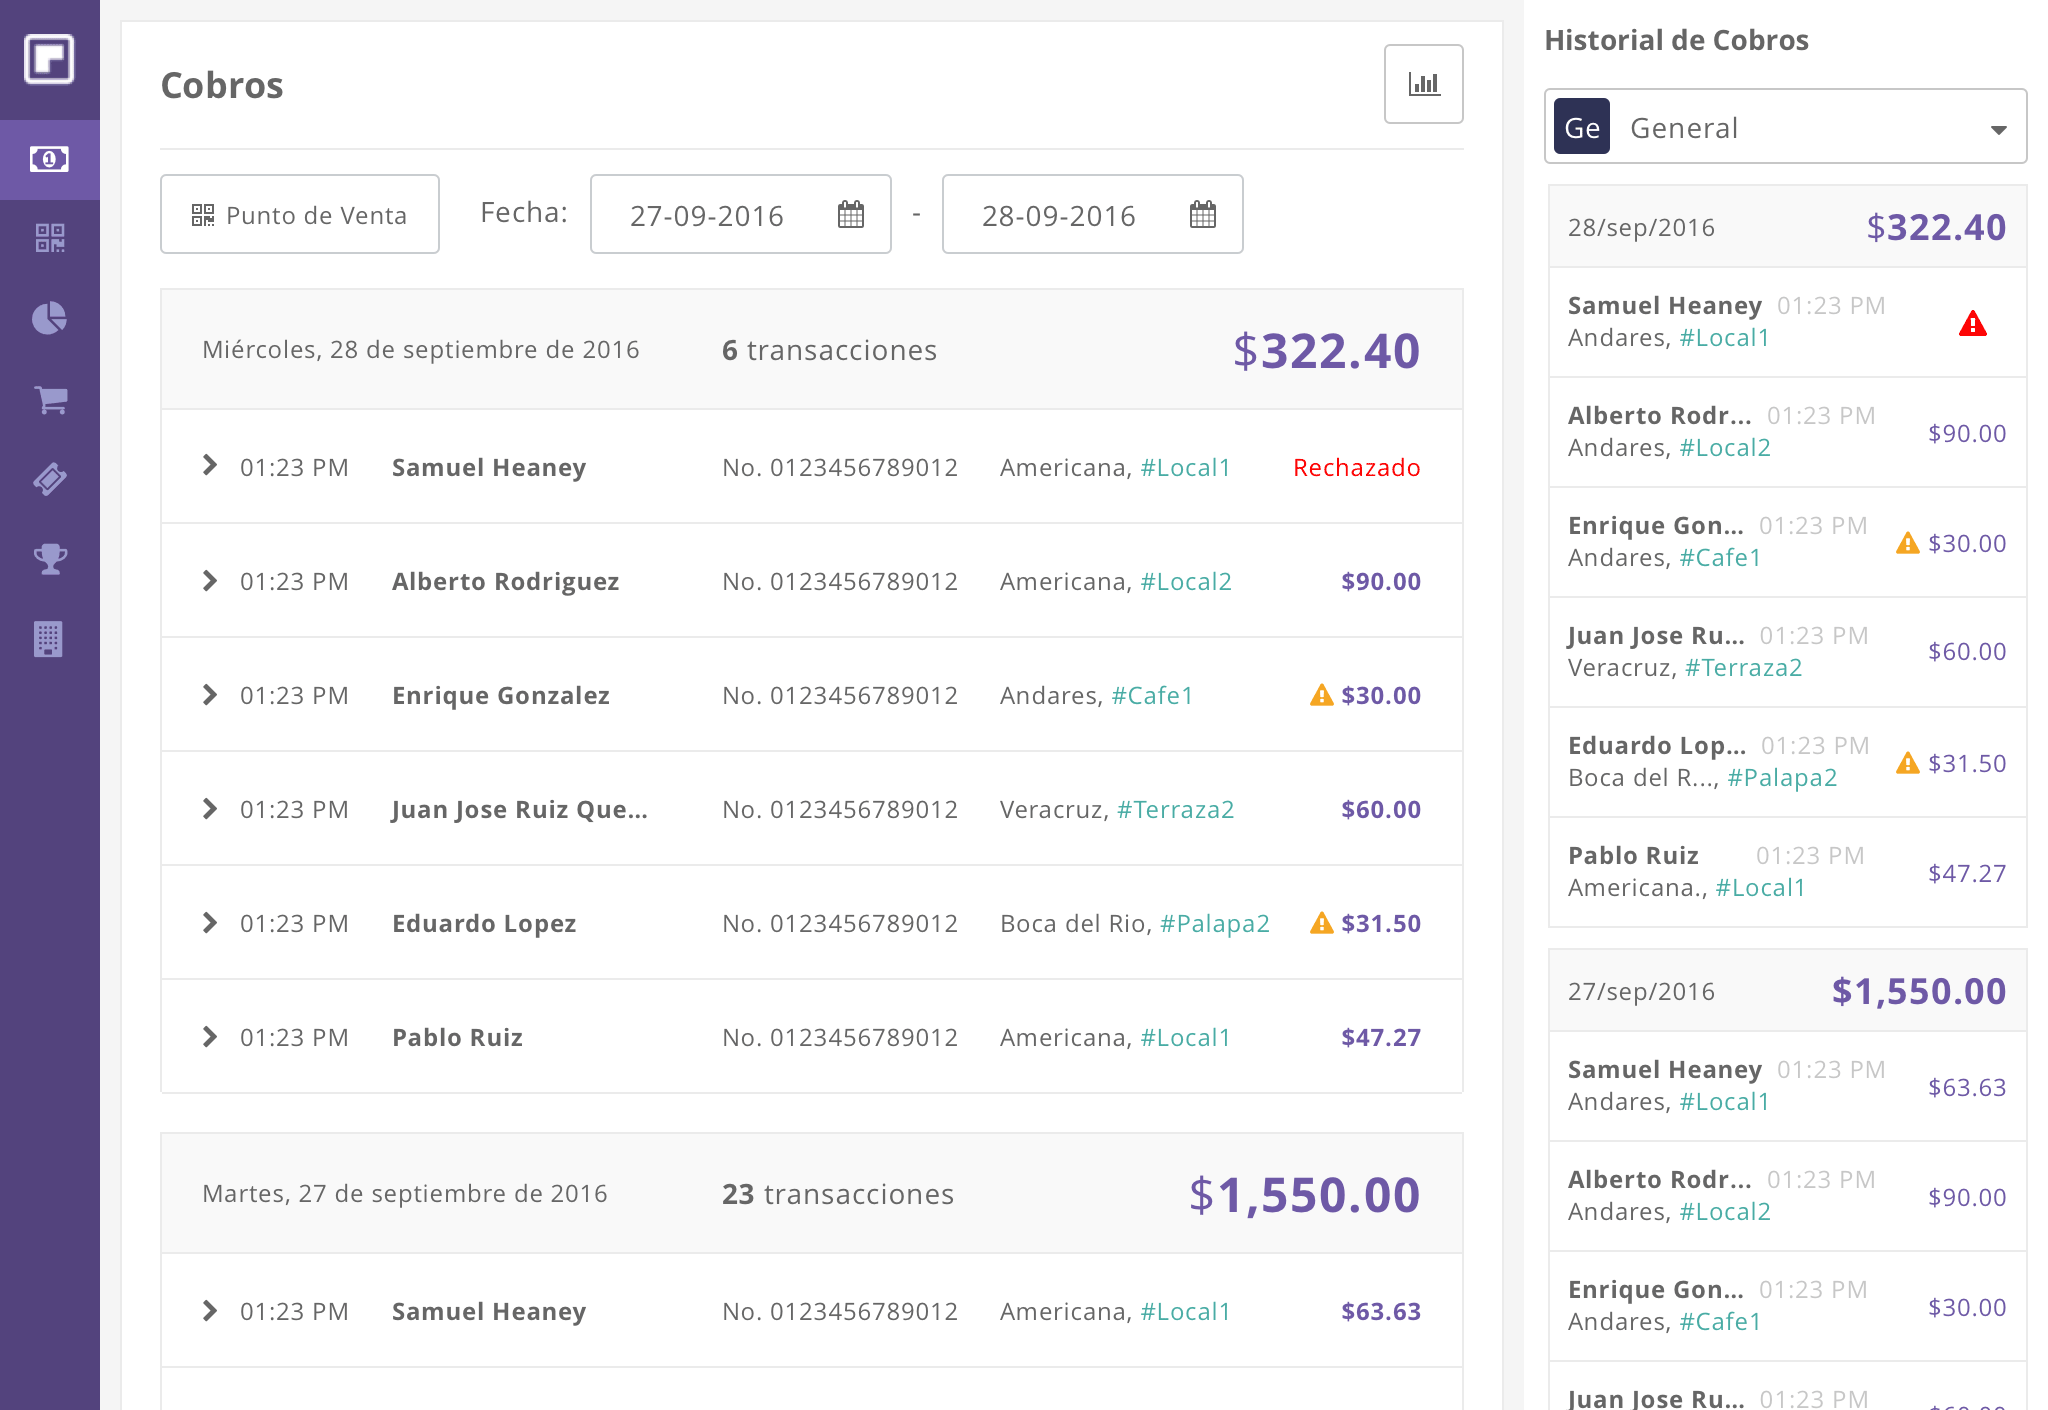 Cobros
Punto de Venta
Fecha:
27-09-2016
-
28-09-2016
Miércoles, 28 de septiembre de 2016 6 transacciones $322.40
01:23 PM Samuel Heaney No. 0123456789012 Americana, #Local1 Rechazado
01:23 PM Alberto Rodriguez No. 0123456789012 Americana, #Local2 $90.00
01:23 PM Enrique Gonzalez No. 0123456789012 Andares, #Cafe1 $30.00
01:23 PM Juan Jose Ruiz Que... No. 0123456789012 Veracruz, #Terraza2 $60.00
01:23 PM Eduardo Lopez No. 0123456789012 Boca del Rio, #Palapa2 $31.50
01:23 PM Pablo Ruiz No. 0123456789012 Americana, #Local1 $47.27
Martes, 27 de septiembre de 2016 23 transacciones $1,550.00
01:23 PM Samuel Heaney No. 0123456789012 Americana, #Local1 $63.63
Historial de Cobros
Ge General
28/sep/2016 $322.40
Samuel Heaney 01:23 PM
Andares, #Local1
Alberto Rodr... 01:23 PM
Andares, #Local2 $90.00
Enrique Gon... 01:23 PM
Andares, #Cafe1 $30.00
Juan Jose Ru... 01:23 PM
Veracruz, #Terraza2 $60.00
Eduardo Lop... 01:23 PM
Boca del R..., #Palapa2 $31.50
Pablo Ruiz 01:23 PM
Americana., #Local1 $47.27
27/sep/2016 $1,550.00
Samuel Heaney 01:23 PM
Andares, #Local1 $63.63
Alberto Rodr... 01:23 PM
Andares, #Local2 $90.00
Enrique Gon... 01:23 PM
Andares, #Cafe1 $30.00
Juan Jose Ru... 01:23 PM